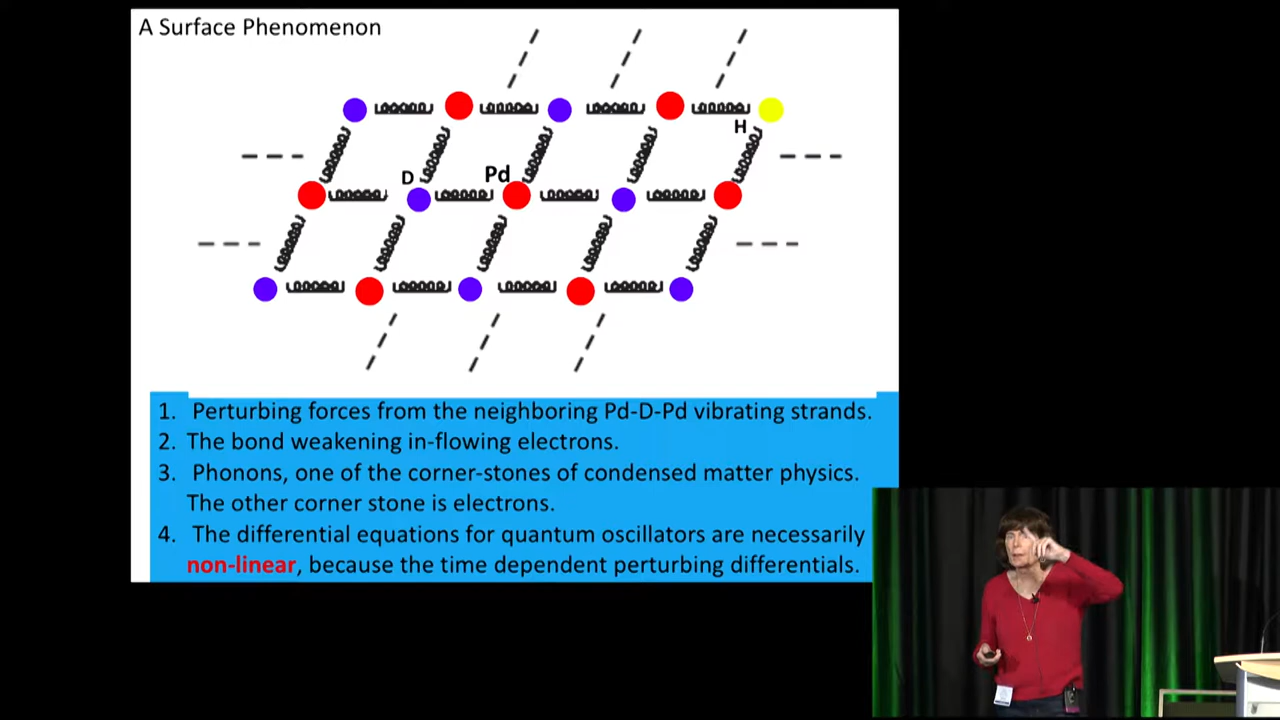 A Surface Phenomenon
H
D
Pd
1. Perturbing forces from the neighboring Pd-D-Pd vibrating strands.
2. The bond weakening in-flowing electrons.
3. Phonons, one of the corner-stones of condensed matter physics.
The other corner stone is electrons.
4. The differential equations for quantum oscillators are necessarily
non-linear, because the time dependent perturbing differentials.